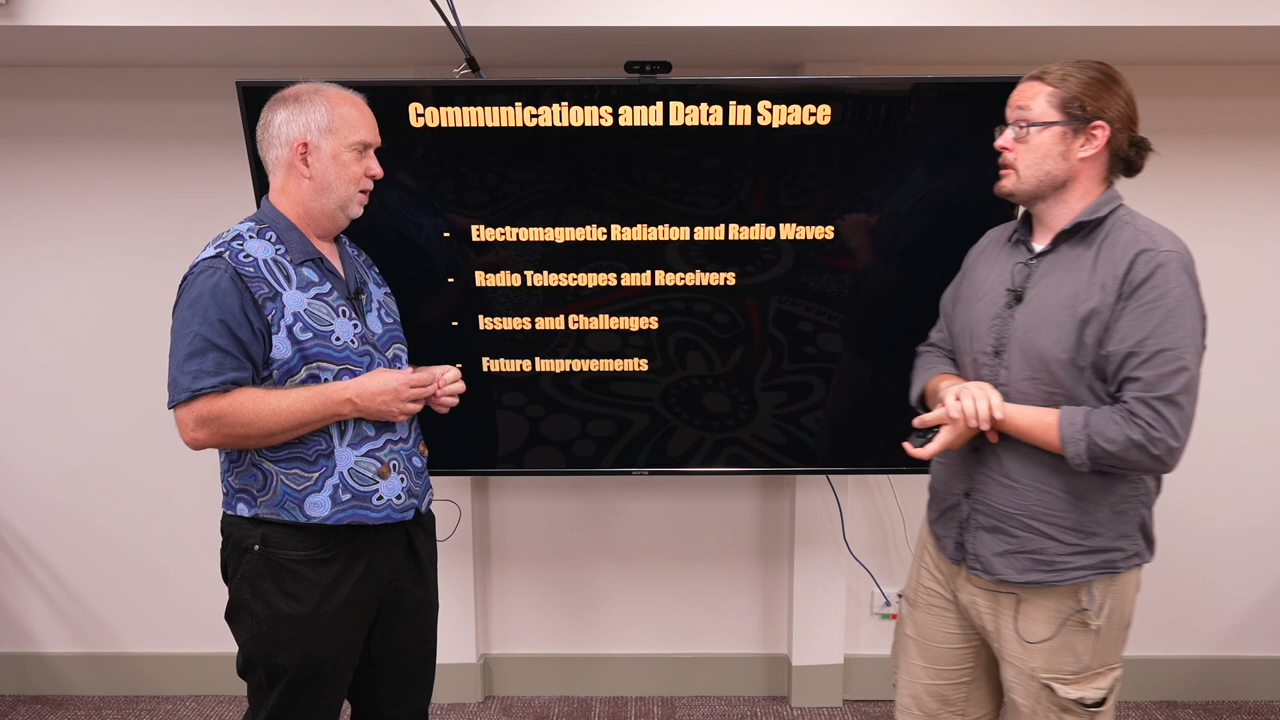 Communications and Data in Space
- Electromagnetic Radiation and Radio Waves
- Radio Telescopes and Receivers
- Issues and Challenges
- Future Improvements